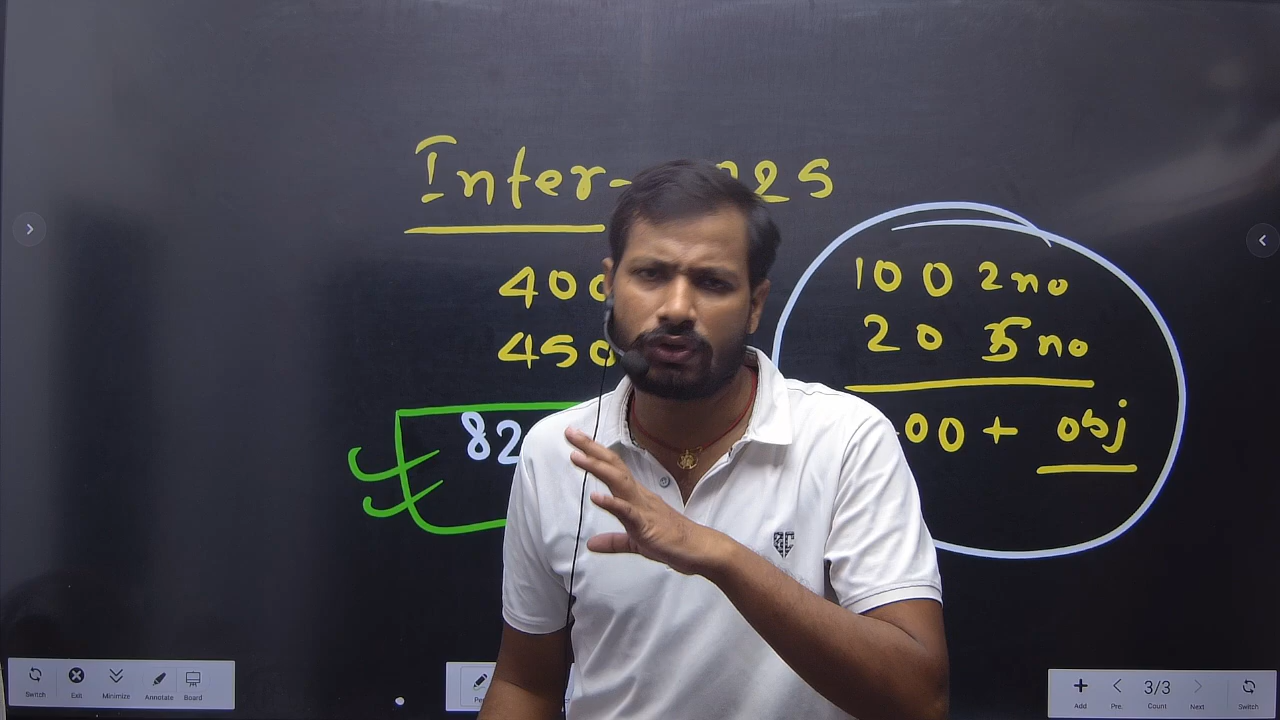 Inter-
400
450
82
100 2no
20 5no
00 + obj
Switch
Exit
Minimize
Annotate
Board
Add
Pre.
3/3
Count
Next
Switch